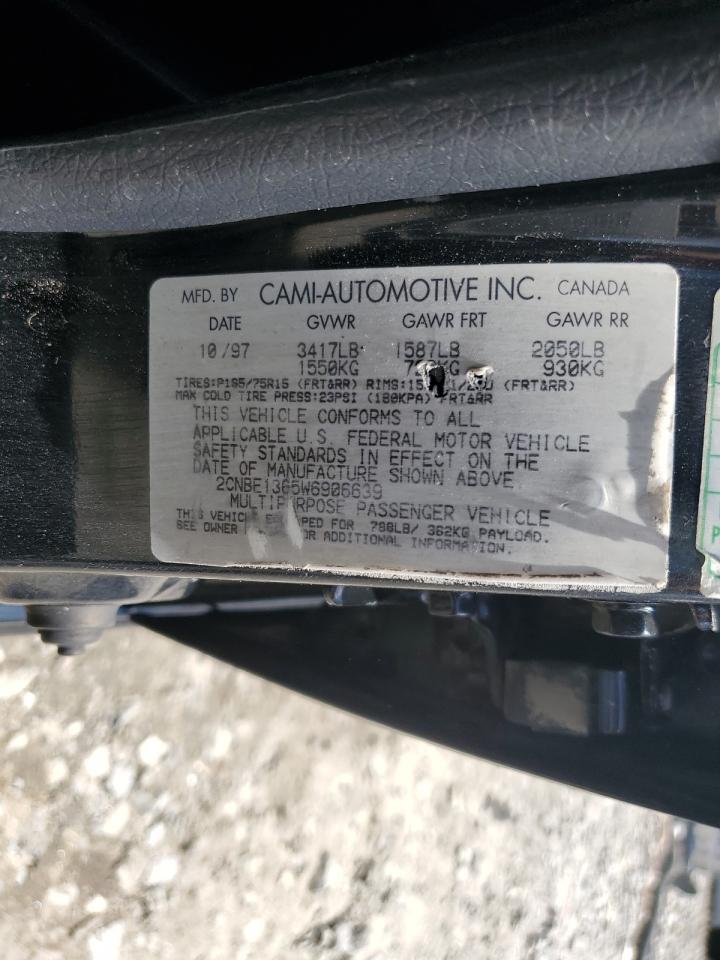 MFD. BY CAMI-AUTOMOTIVE INC. CANADA
DATE GVWR GAWR FRT GAWR RR
10/97 3417LB 1587LB 2050LB
1550KG 930KG
TIRES:P195/75R15 (FRT&RR) RIMS: (FRT&RR)
MAX COLD TIRE PRESS:23PSI (180KPA) FRT&RR
THIS VEHICLE CONFORMS TO ALL
APPLICABLE U.S. FEDERAL MOTOR VEHICLE
SAFETY STANDARDS IN EFFECT ON THE
DATE OF MANUFACTURE SHOWN ABOVE
2CNBE1365W6906639
MULTIPURPOSE PASSENGER VEHICLE
THIS VEHICLE FOR 798LB/ 362KG PAYLOAD.
SEE OWNER FOR ADDITIONAL INFORMATION.
P